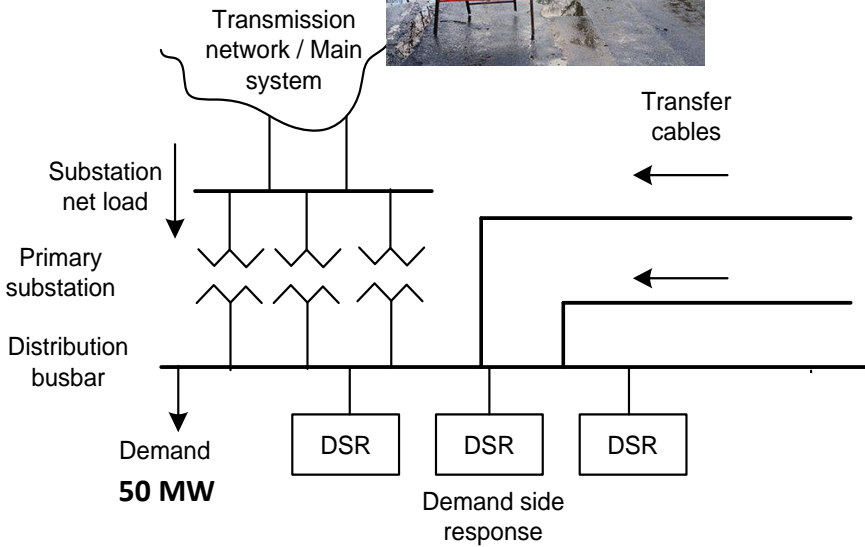 Transmission
network / Main
system
Transfer
cables
Substation
net load
Primary
substation
Distribution
busbar
Demand
50 MW
DSR
DSR
DSR
Demand side
response